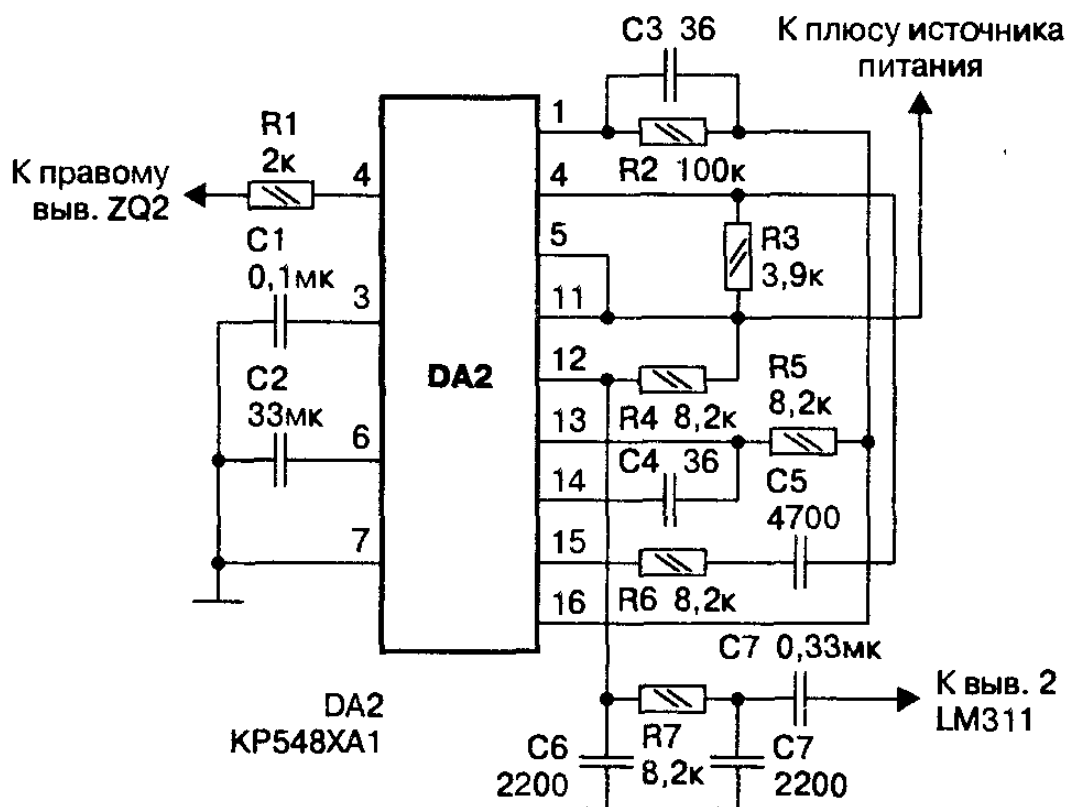 C3 36
К плюсу источника
питания
R1
2к
К правому
выв. ZQ2
4
1
R2 100к
4
R3
3,9к
5
C1
0,1мк
3
11
DA2
12
R4 8,2к
R5
8,2к
C2
33мк
6
13
C4 36
14
C5
4700
7
15
R6 8,2к
16
C7 0,33мк
К выв. 2
LM311
DA2
КР548ХА1
C6
2200
R7
8,2к
C7
2200